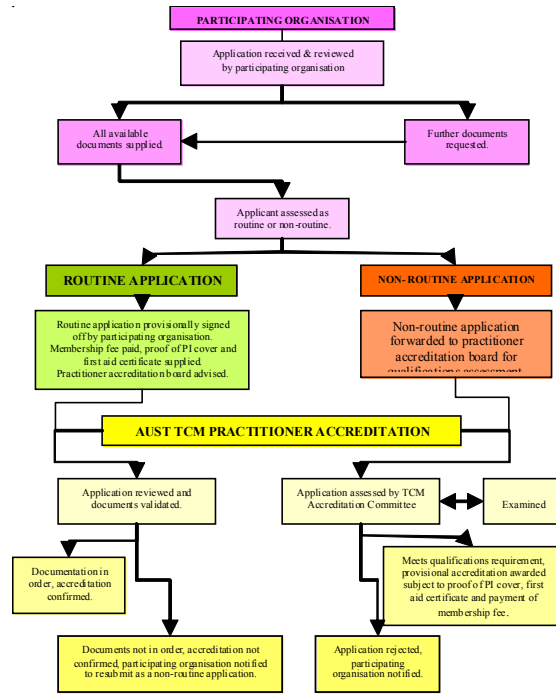 PARTICIPATING ORGANISATION
Application received & reviewed
by participating organisation
All available
documents supplied.
Further documents
requested.
Applicant assessed as
routine or non-routine.
ROUTINE APPLICATION
NON- ROUTINE APPLICATION
Routine application provisionally signed
off by participating organisation.
Membership fee paid, proof of PI cover and
first aid certificate supplied.
Practitioner accreditation board advised.
Non-routine application
forwarded to practitioner
accreditation board for
qualifications assessment
AUST TCM PRACTITIONER ACCREDITATION
Application reviewed and
documents validated.
Application assessed by TCM
Accreditation Committee
Examined
Documentation in
order, accreditation
confirmed.
Meets qualifications requirement,
provisional accreditation awarded
subject to proof of PI cover, first
aid certificate and payment of
membership fee.
Documents not in order, accreditation not
confirmed, participating organisation notified
to resubmit as a non-routine application.
Application rejected,
participating
organisation notified.